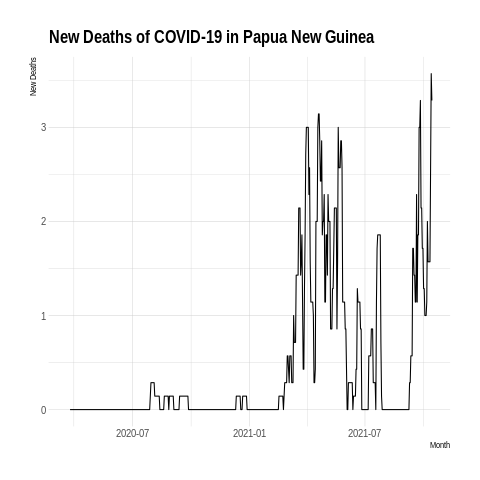 New Deaths of COVID-19 in Papua New Guinea
New Deaths
3
2
1
0
2020-07
2021-01
2021-07
Month